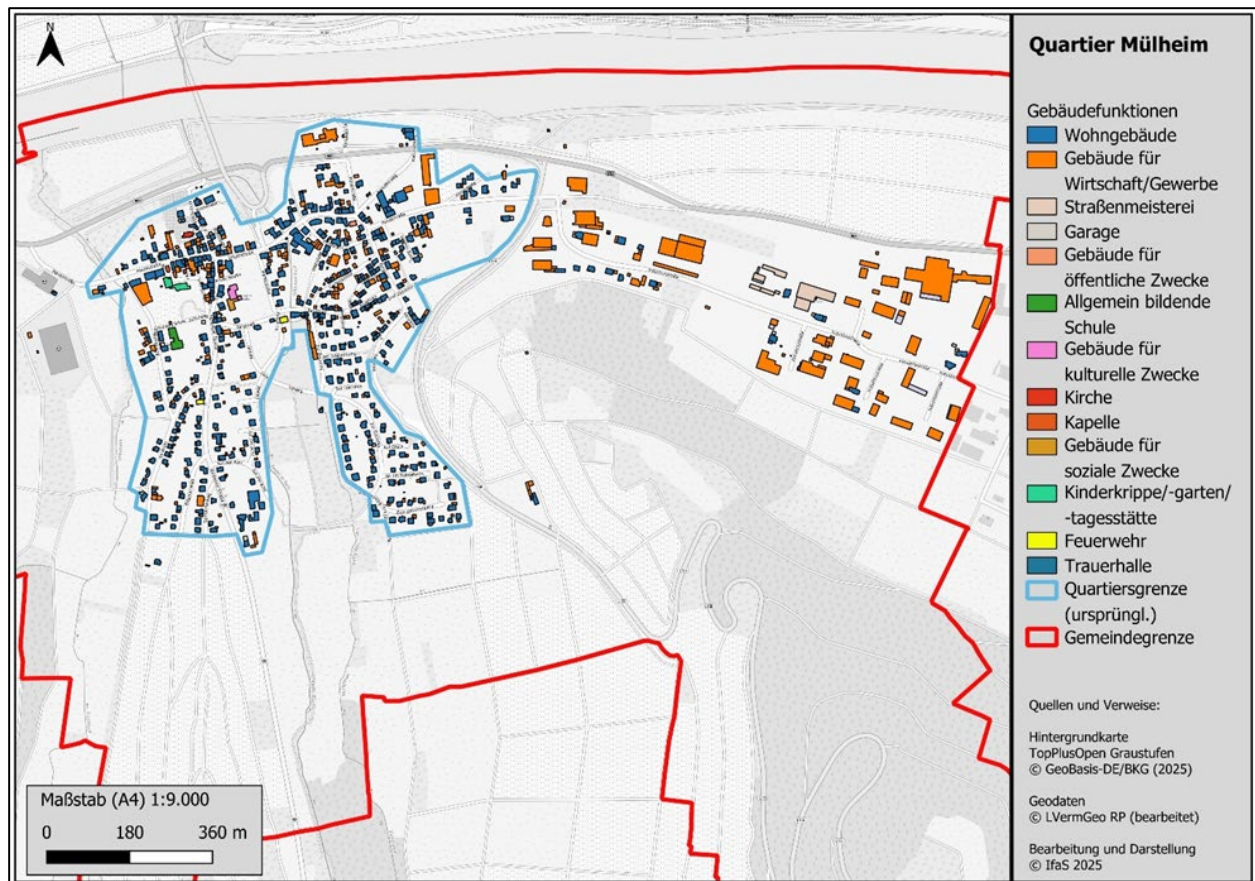 N
Quartier Mülheim
Gebäudefunktionen
Wohngebäude
Gebäude für
Wirtschaft/Gewerbe
Straßenmeisterei
Garage
Gebäude für
öffentliche Zwecke
Allgemein bildende
Schule
Gebäude für
kulturelle Zwecke
Kirche
Kapelle
Gebäude für
soziale Zwecke
Kinderkrippe/-garten/
-tagesstätte
Feuerwehr
Trauerhalle
Quartiersgrenze
(ursprüngl.)
Gemeindegrenze
Quellen und Verweise:
Hintergrundkarte
TopPlusOpen Graustufen
© GeoBasis-DE/BKG (2025)
Geodaten
© LVermGeo RP (bearbeitet)
Bearbeitung und Darstellung
© IfaS 2025
Maßstab (A4) 1:9.000
0 180 360 m